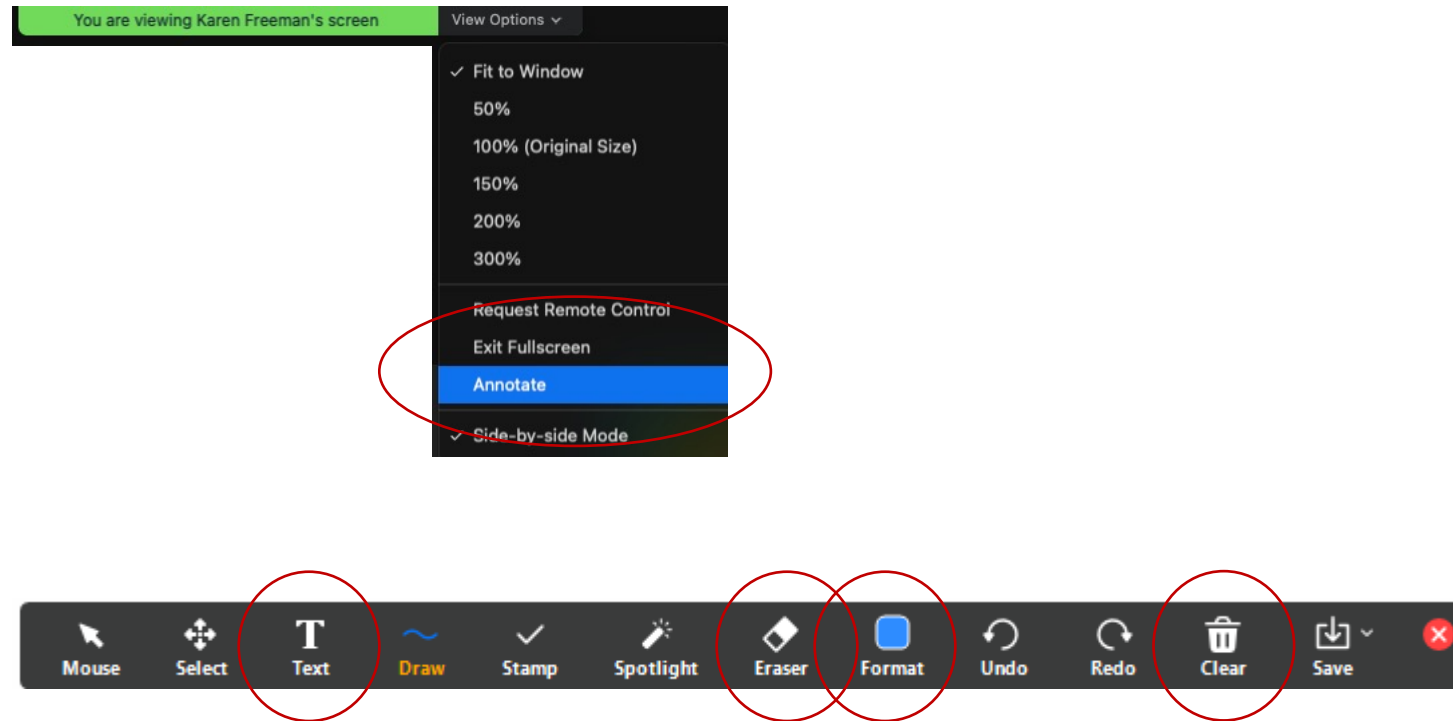 You are viewing Karen Freeman's screen View Options
Fit to Window
50%
100% (Original Size)
150%
200%
300%
Request Remote Control
Exit Fullscreen
Annotate
Side-by-side Mode
Mouse Select Text Draw Stamp Spotlight Eraser Format Undo Redo Clear Save